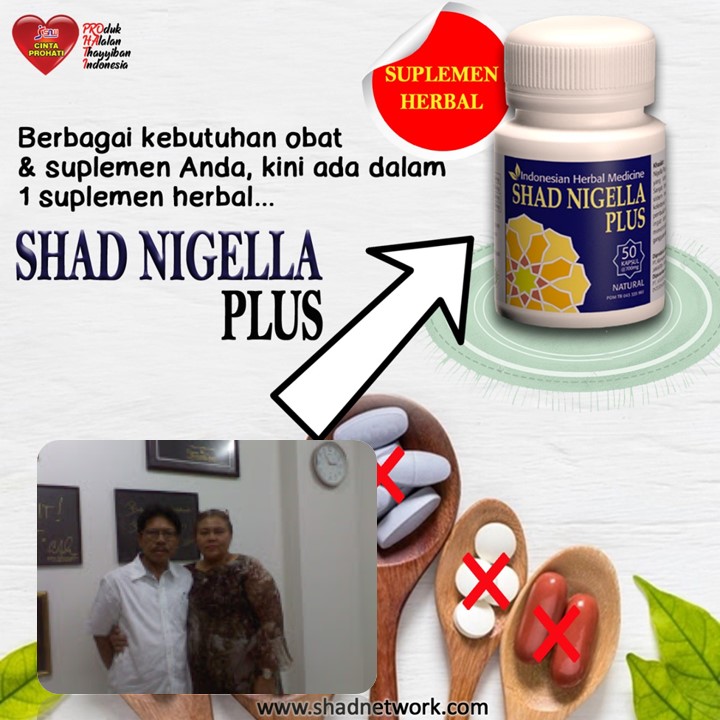 CINTA
PROHATI
PROduk
HAlalan
Thayyiban
Indonesia
SUPLEMEN
HERBAL
Berbagai kebutuhan obat
& suplemen Anda, kini ada dalam
1 suplemen herbal...
SHAD NIGELLA
PLUS
Indonesian Herbal Medicine
SHAD NIGELLA
PLUS
50
KAPSUL
NATURAL
www.shadnetwork.com